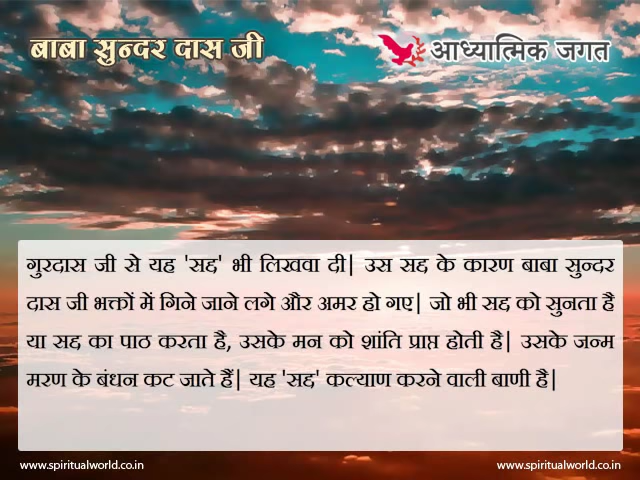 बाबा सुन्दर दास जी
आध्यात्मिक जगत
गुरदास जी से यह 'सद्द' भी लिखवा दी| उस सद्द के कारण बाबा सुन्दर
दास जी भक्तों में गिने जाने लगे और अमर हो गए| जो भी सद्द को सुनता है
या सद्द का पाठ करता है, उसके मन को शांति प्राप्त होती है| उसके जन्म
मरण के बंधन कट जाते हैं| यह 'सद्द' कल्याण करने वाली बाणी है|
www.spiritualworld.co.in
www.spiritualworld.co.in